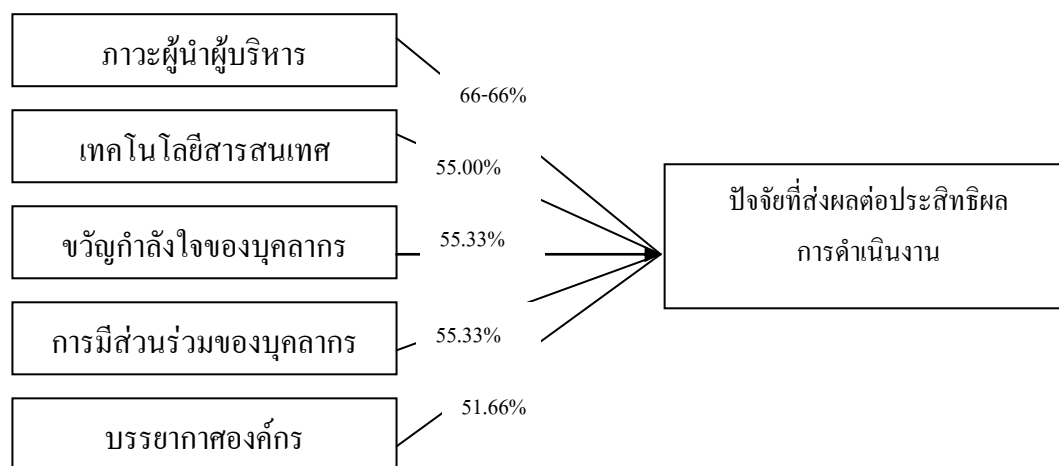 ภาวะผู้นำผู้บริหาร
66-66%
เทคโนโลยีสารสนเทศ
55.00%
ขวัญกำลังใจของบุคลากร
55.33%
การมีส่วนร่วมของบุคลากร
55.33%
บรรยากาศองค์กร
51.66%
ปัจจัยที่ส่งผลต่อประสิทธิผล
การดำเนินงาน